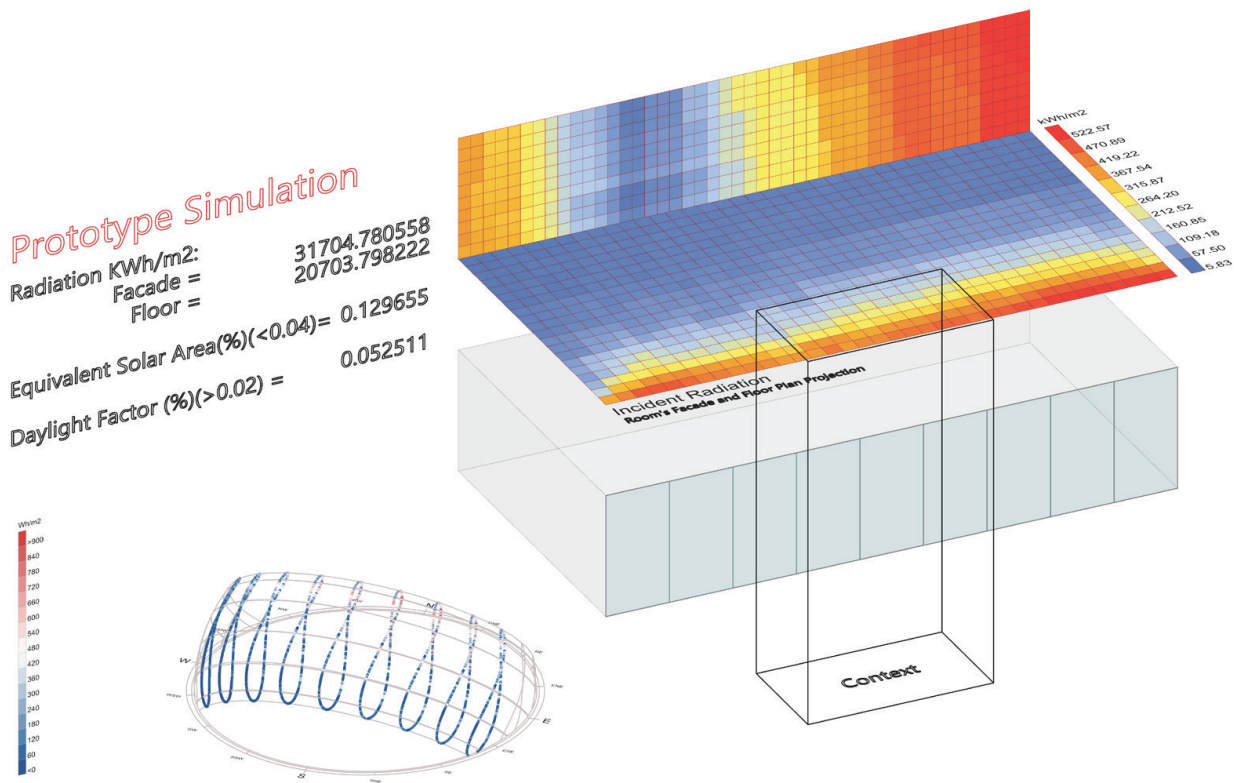 Prototype Simulation
Radiation KWh/m2:
Facade = 31704.780558
Floor = 20703.798222
Equivalent Solar Area(%)(<0.04)= 0.129655
Daylight Factor (%)(>0.02) = 0.052511
kWh/m2
522.57
470.89
419.22
367.54
315.87
264.20
212.52
160.85
109.18
57.50
5.83
Incident Radiation
Room's Facade and Floor Plan Projection
Context
Wh/m2
>900
840
780
720
660
600
540
480
420
360
300
240
180
120
60
<0
N
W
E
S